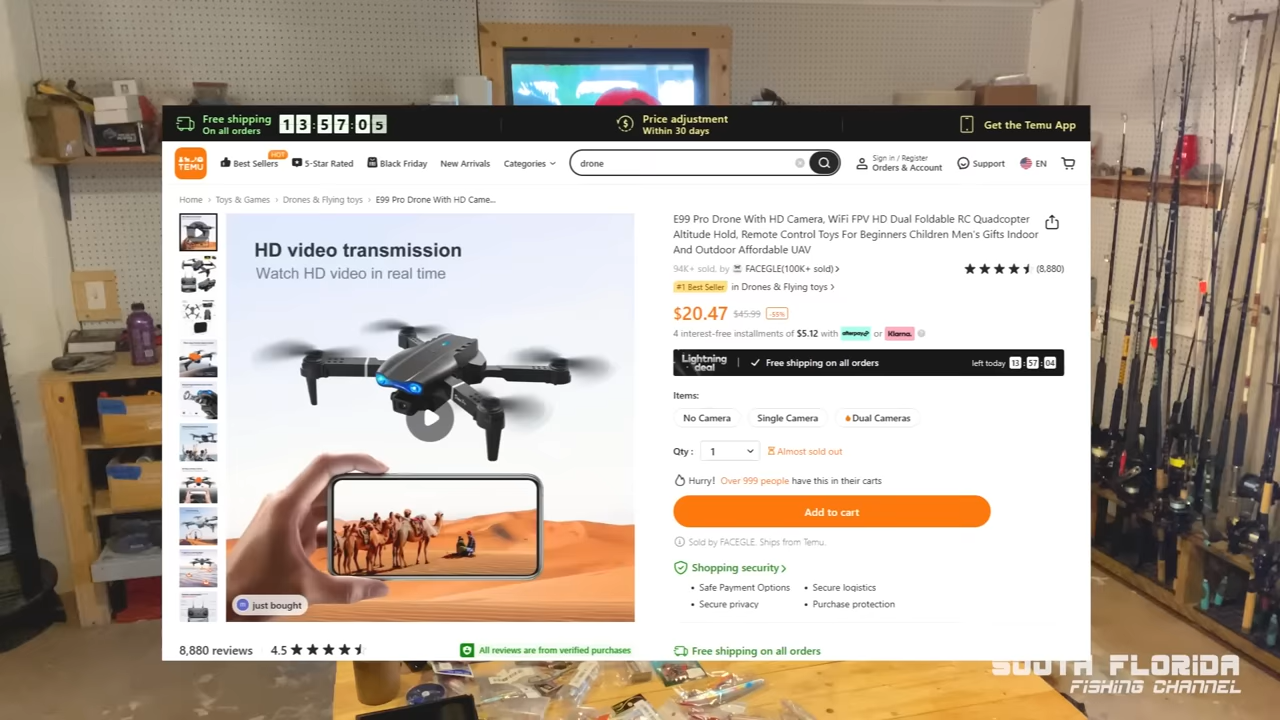 Free shipping
On all orders
13:57:05
Price adjustment
Within 30 days
Get the Temu App
TEMU
Best Sellers
HOT
5-Star Rated
Black Friday
New Arrivals
Categories
drone
Sign in / Register
Orders & Account
Support
EN
Home › Toys & Games › Drones & Flying toys › E99 Pro Drone With HD Came...
HD video transmission
Watch HD video in real time
just bought
E99 Pro Drone With HD Camera, WiFi FPV HD Dual Foldable RC Quadcopter
Altitude Hold, Remote Control Toys For Beginners Children Men's Gifts Indoor
And Outdoor Affordable UAV
94K+ sold, by FACEGLE(100K+ sold) ›
(8,880)
#1 Best Seller in Drones & Flying toys ›
$20.47 $45.99 -55%
4 interest-free installments of $5.12 with afterpay or Klarna.
Lightning deal
Free shipping on all orders
left today 13:57:04
Items:
No Camera
Single Camera
Dual Cameras
Qty : 1
Almost sold out
Hurry! Over 999 people have this in their carts
Add to cart
Sold by FACEGLE. Ships from Temu.
Shopping security ›
• Safe Payment Options • Secure logistics
• Secure privacy • Purchase protection
8,880 reviews
4.5
All reviews are from verified purchases
Free shipping on all orders
SOUTH FLORIDA
FISHING CHANNEL